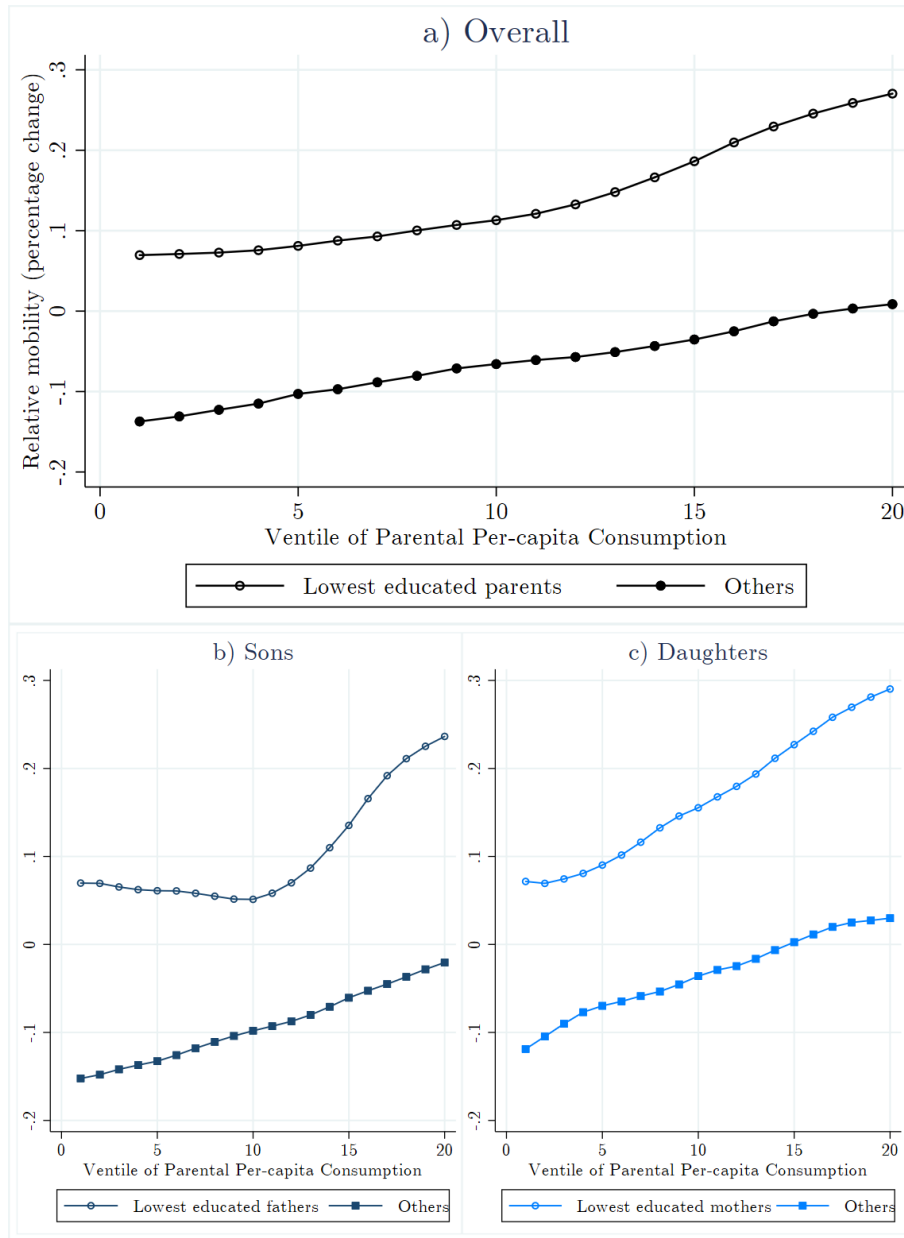 a) Overall
Relative mobility (percentage change)
.3
.2
.1
0
-.1
-.2
0 5 10 15 20
Ventile of Parental Per-capita Consumption
Lowest educated parents Others
b) Sons
.3
.2
.1
0
-.1
-.2
0 5 10 15 20
Ventile of Parental Per-capita Consumption
Lowest educated fathers Others
c) Daughters
.3
.2
.1
0
-.1
-.2
0 5 10 15 20
Ventile of Parental Per-capita Consumption
Lowest educated mothers Others